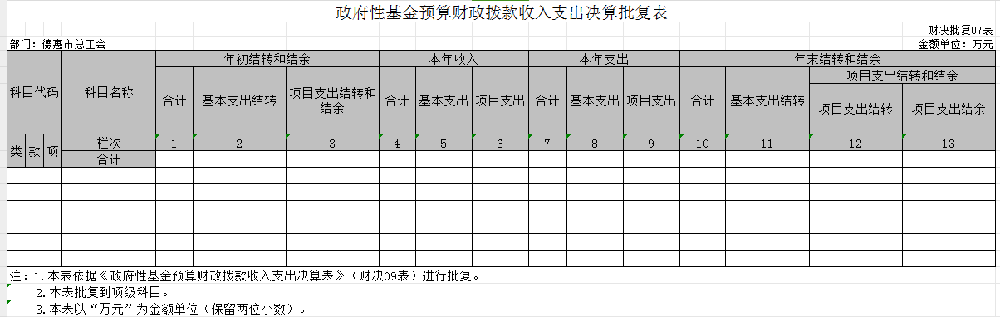 政府性基金预算财政拨款收入支出决算批复表
财决批复07表
部门：德惠市总工会 金额单位：万元
科目代码 科目名称 年初结转和结余 本年收入 本年支出 年末结转和结余
合计 基本支出结转 项目支出结转和结余 合计 基本支出 项目支出 合计 基本支出 项目支出 合计 基本支出结转 项目支出结转和结余
项目支出结转 项目支出结余
类 款 项 栏次 1 2 3 4 5 6 7 8 9 10 11 12 13
合计
注：1.本表依据《政府性基金预算财政拨款收入支出决算表》（财决09表）进行批复。
2.本表批复到项级科目。
3.本表以“万元”为金额单位（保留两位小数）。